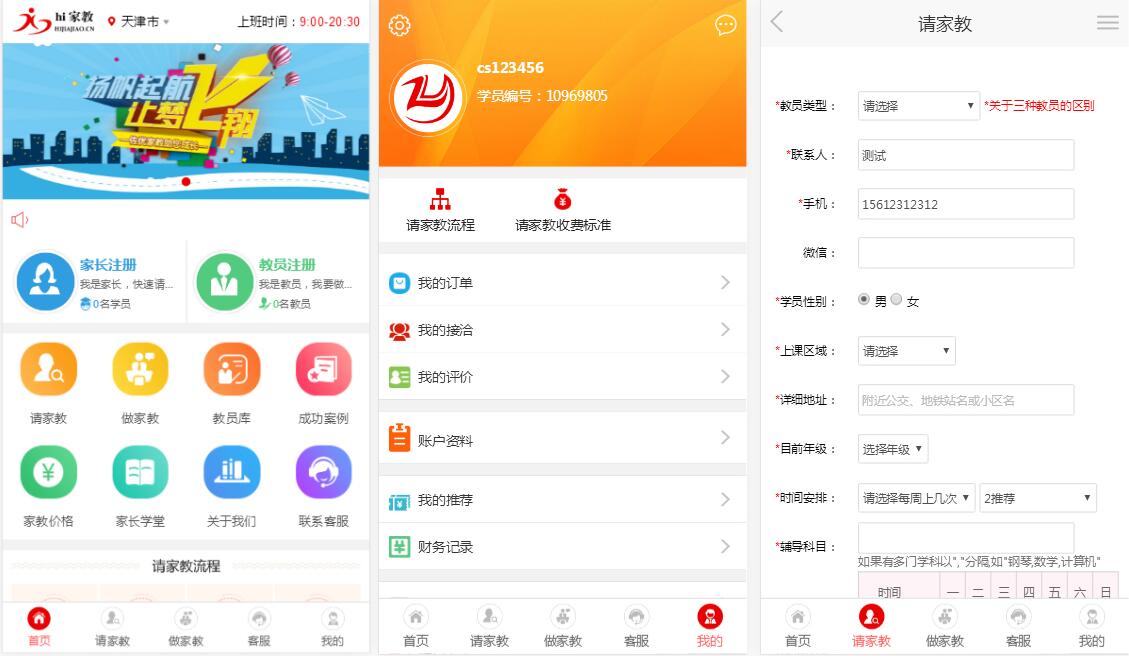 hi 家教
HIJIAJIAO.CN
天津市
上班时间：9:00-20:30
扬帆起航
让梦飞翔
家长注册
我是家长，快速请...
0名学员
教员注册
我是教员，我要做...
0名教员
请家教
做家教
教员库
成功案例
家教价格
家长学堂
关于我们
联系客服
请家教流程
首页
请家教
做家教
客服
我的
cs123456
学员编号：10969805
请家教流程
请家教收费标准
我的订单
我的接洽
我的评价
账户资料
我的推荐
财务记录
首页
请家教
做家教
客服
我的
请家教
*教员类型：
请选择
*关于三种教员的区别
*联系人：
测试
*手机：
15612312312
微信：
*学员性别：
男 女
*上课区域：
请选择
*详细地址：
附近公交、地铁站名或小区名
*目前年级：
选择年级
*时间安排：
请选择每周上几次
2推荐
*辅导科目：
如果有多门学科以","分隔,如"钢琴,数学,计算机"
时间 一 二 三 四 五 六 日
首页
请家教
做家教
客服
我的